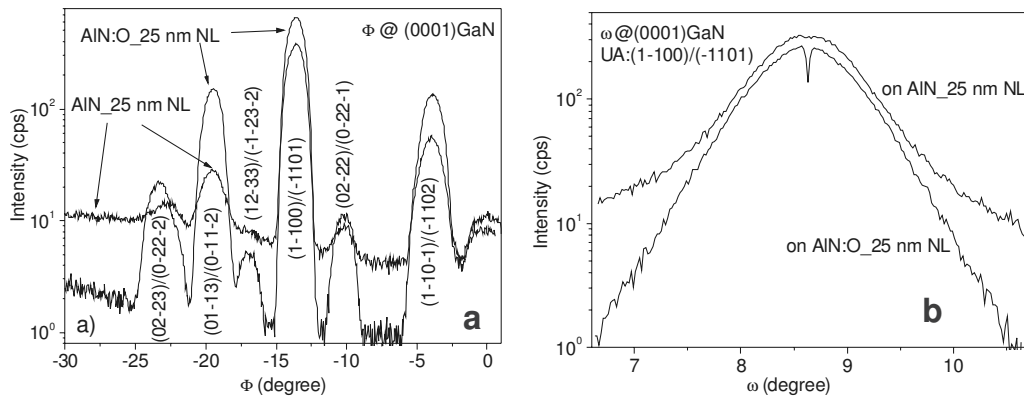 AlN:O_25 nm NL
Φ @ (0001)GaN
AlN_25 nm NL
(02-23)/(0-22-2)
(01-13)/(0-11-2)
(12-33)/(-1-23-2)
(1-100)/(-1101)
(02-22)/(0-22-1)
(1-10-1)/(-1102)
Intensity (cps)
10²
10¹
10⁰
a)
a
-30 -25 -20 -15 -10 -5 0
Φ (degree)
ω@(0001)GaN
UA:(1-100)/(-1101)
on AlN_25 nm NL
on AlN:O_25 nm NL
Intensity (cps)
10²
10¹
10⁰
b
7 8 9 10
ω (degree)